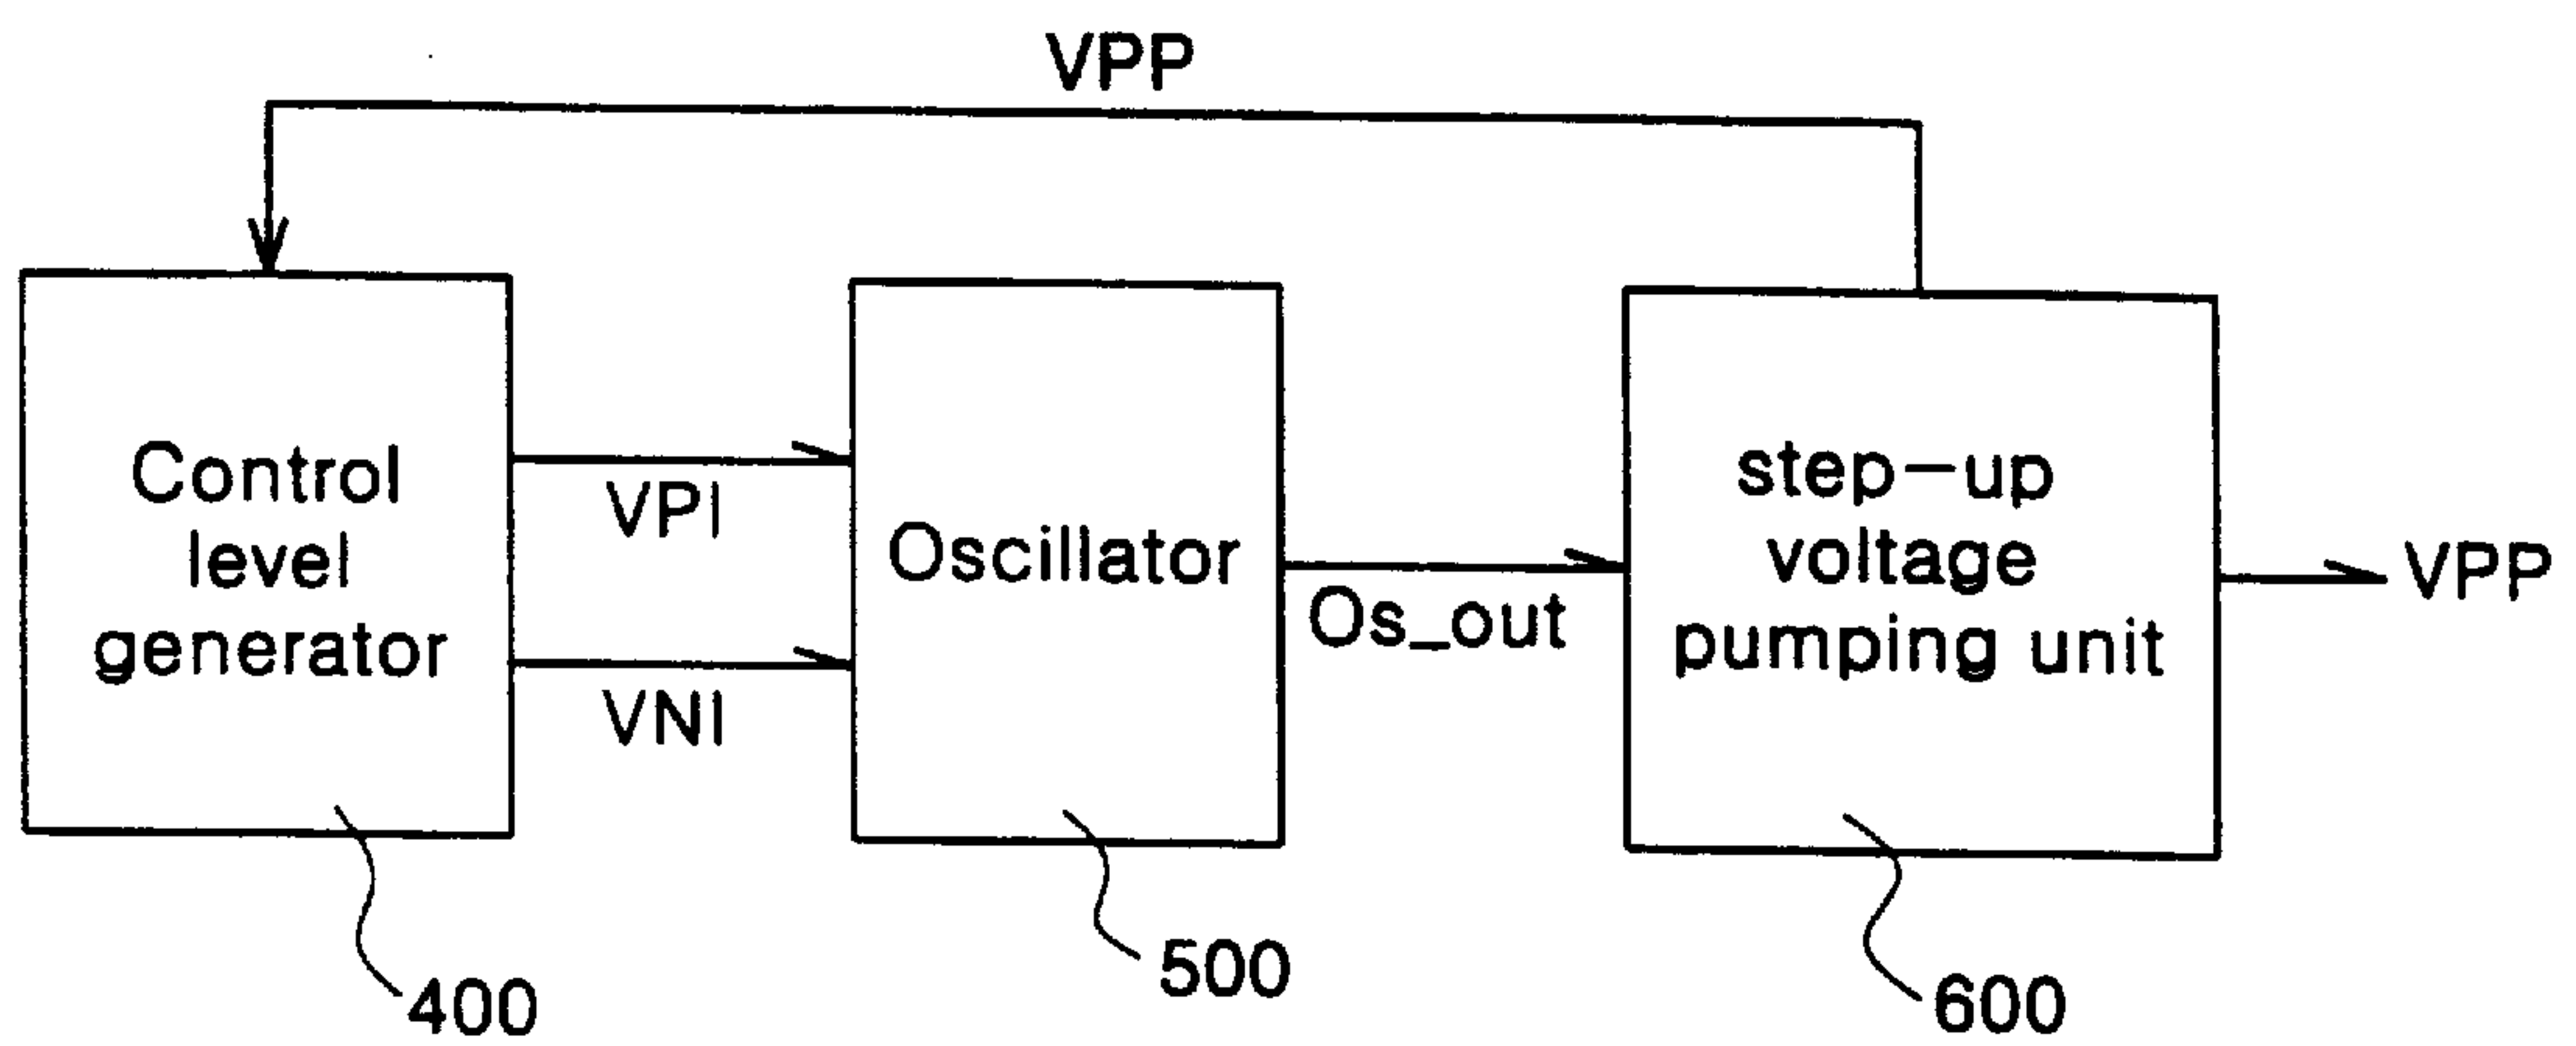 VPP
Control
level
generator
VPI
VNI
Oscillator
Os_out
step-up
voltage
pumping unit
VPP
400
500
600